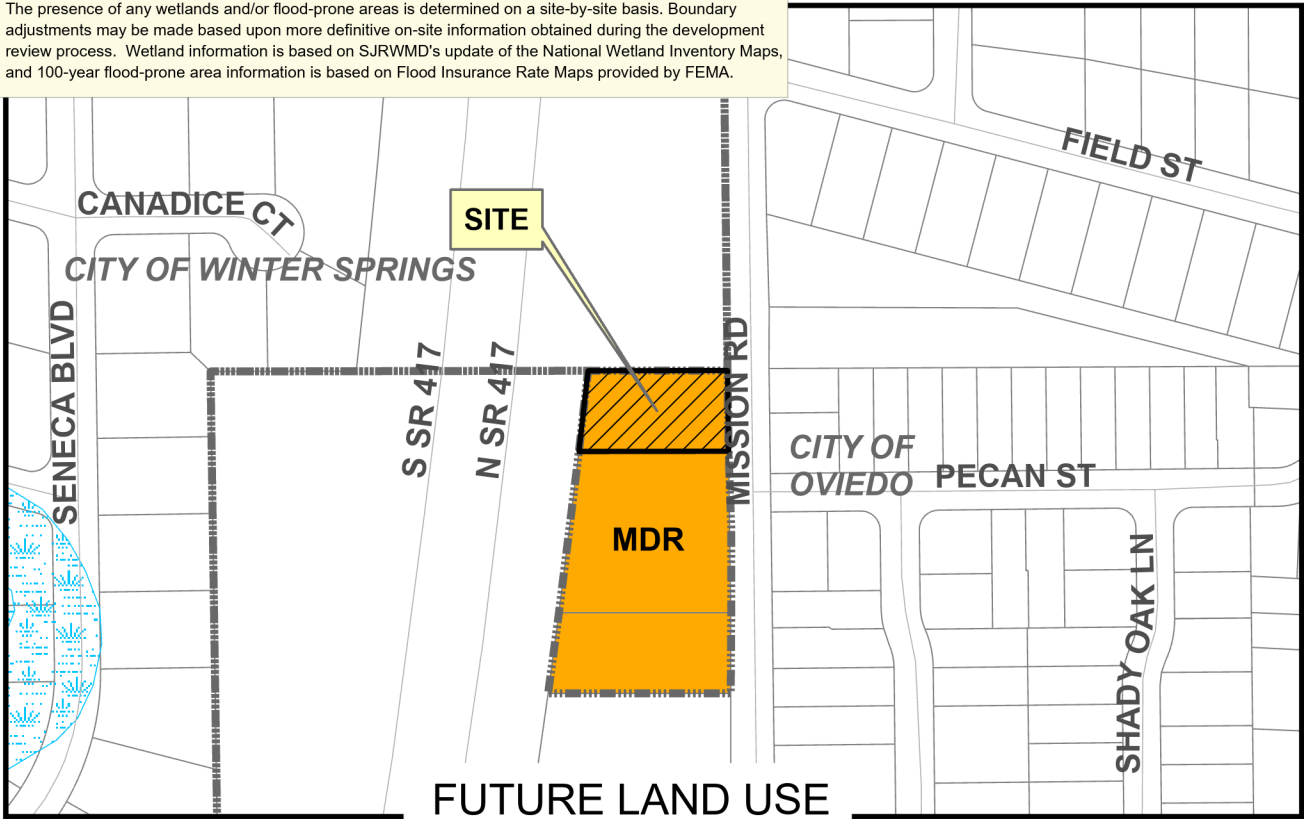 The presence of any wetlands and/or flood-prone areas is determined on a site-by-site basis. Boundary
adjustments may be made based upon more definitive on-site information obtained during the development
review process.  Wetland information is based on SJRWMD's update of the National Wetland Inventory Maps,
and 100-year flood-prone area information is based on Flood Insurance Rate Maps provided by FEMA.
FIELD ST
CANADICE CT
SITE
CITY OF WINTER SPRINGS
SENECA BLVD
S SR 417
N SR 417
MISSION RD
CITY OF
OVIEDO
PECAN ST
MDR
SHADY OAK LN
FUTURE LAND USE